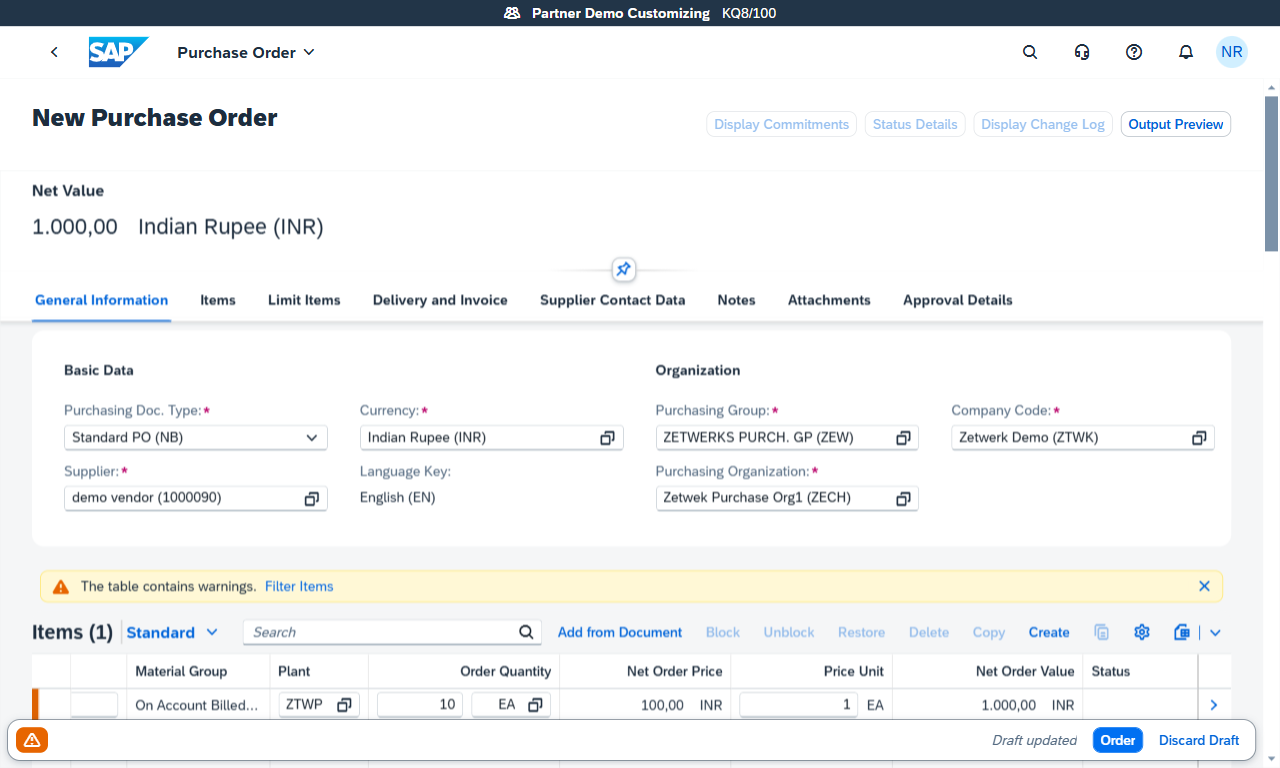 Partner Demo Customizing KQ8/100
SAP Purchase Order NR
New Purchase Order
Display Commitments Status Details Display Change Log Output Preview
Net Value
1.000,00 Indian Rupee (INR)
General Information Items Limit Items Delivery and Invoice Supplier Contact Data Notes Attachments Approval Details
Basic Data Organization
Purchasing Doc. Type:* Currency:* Purchasing Group:* Company Code:*
Standard PO (NB) Indian Rupee (INR) ZETWERKS PURCH. GP (ZEW) Zetwerk Demo (ZTWK)
Supplier:* Language Key: Purchasing Organization:*
demo vendor (1000090) English (EN) Zetwek Purchase Org1 (ZECH)
The table contains warnings. Filter Items
Items (1) Standard Search Add from Document Block Unblock Restore Delete Copy Create
Material Group Plant Order Quantity Net Order Price Price Unit Net Order Value Status
On Account Billed... ZTWP 10 EA 100,00 INR 1 EA 1.000,00 INR
Draft updated Order Discard Draft